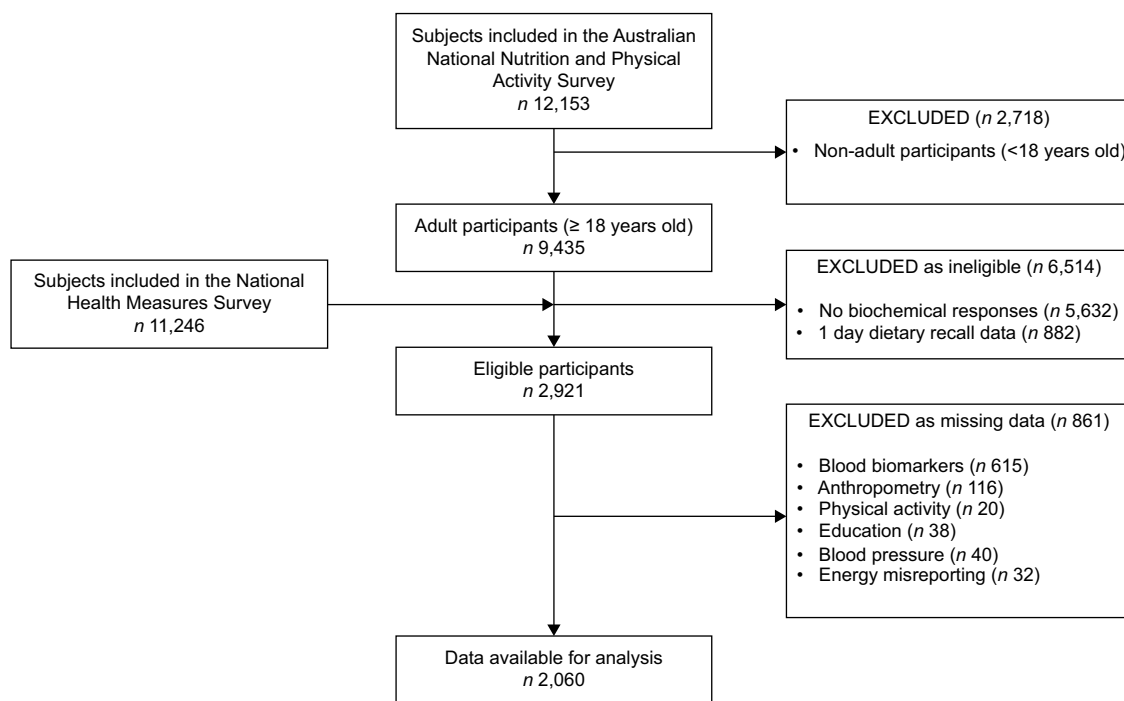 Subjects included in the Australian
National Nutrition and Physical
Activity Survey
n 12,153
EXCLUDED (n 2,718)
• Non-adult participants (<18 years old)
Adult participants (≥ 18 years old)
n 9,435
Subjects included in the National
Health Measures Survey
n 11,246
EXCLUDED as ineligible (n 6,514)
• No biochemical responses (n 5,632)
• 1 day dietary recall data (n 882)
Eligible participants
n 2,921
EXCLUDED as missing data (n 861)
• Blood biomarkers (n 615)
• Anthropometry (n 116)
• Physical activity (n 20)
• Education (n 38)
• Blood pressure (n 40)
• Energy misreporting (n 32)
Data available for analysis
n 2,060